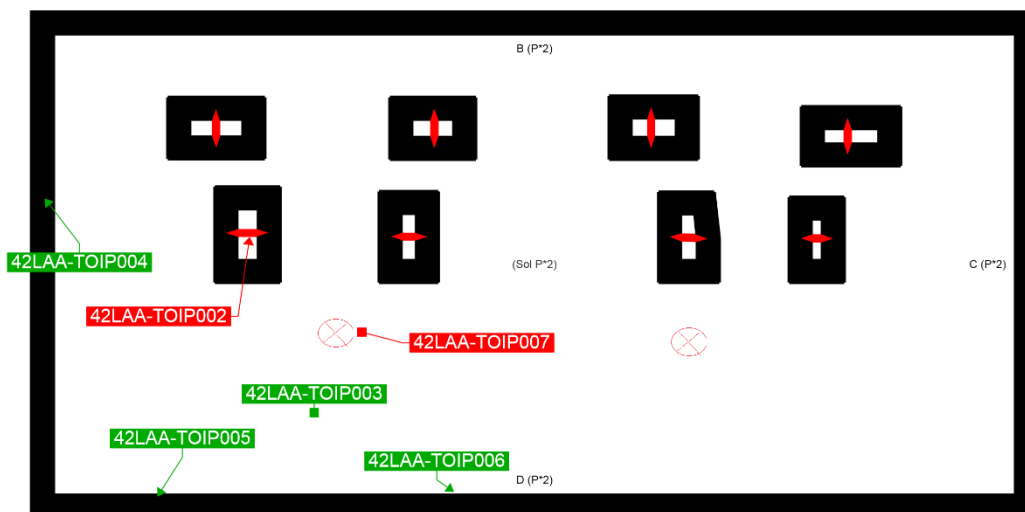 B (P*2)
42LAA-TOIP004
(Sol P*2)
C (P*2)
42LAA-TOIP002
42LAA-TOIP007
42LAA-TOIP003
42LAA-TOIP005
42LAA-TOIP006
D (P*2)